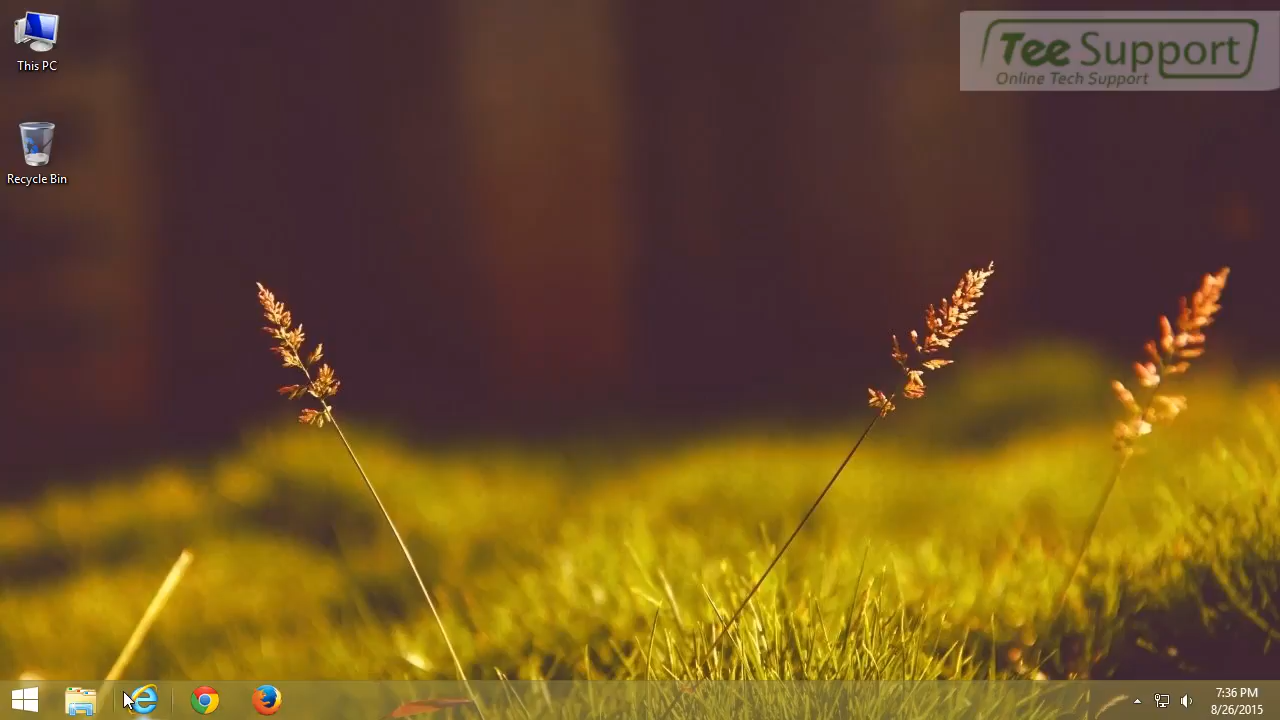 This PC
Recycle Bin
Tee Support
Online Tech Support
7:36 PM
8/26/2015